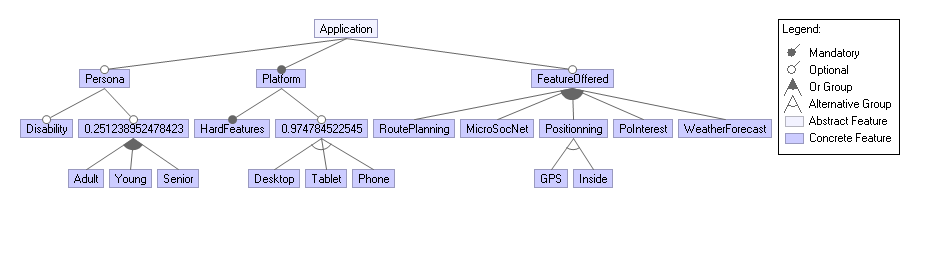 Application
Persona
Platform
FeatureOffered
Disability
0.251238952478423
HardFeatures
0.974784522545
RoutePlanning
MicroSocNet
Positionning
PoInterest
WeatherForecast
Adult
Young
Senior
Desktop
Tablet
Phone
GPS
Inside
Legend:
Mandatory
Optional
Or Group
Alternative Group
Abstract Feature
Concrete Feature